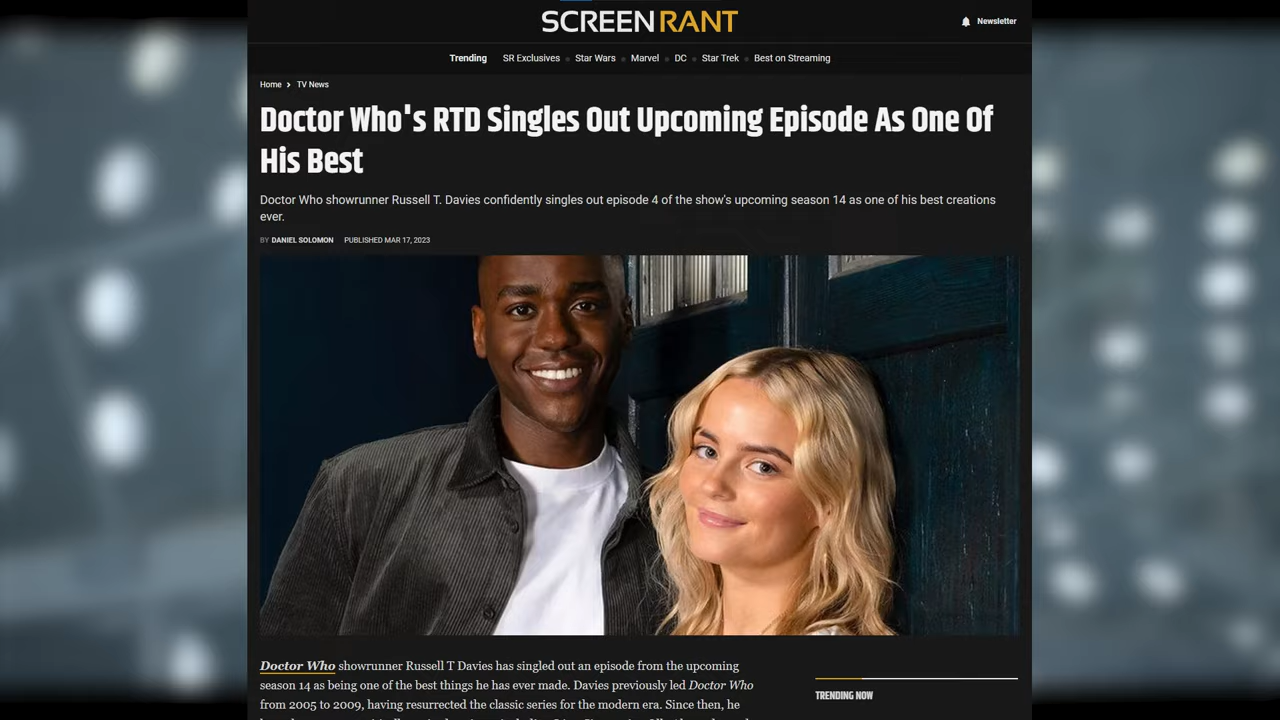 SCREENRANT
Newsletter
Trending SR Exclusives Star Wars Marvel DC Star Trek Best on Streaming
Home > TV News
Doctor Who's RTD Singles Out Upcoming Episode As One Of
His Best
Doctor Who showrunner Russell T. Davies confidently singles out episode 4 of the show's upcoming season 14 as one of his best creations
ever.
BY DANIEL SOLOMON PUBLISHED MAR 17, 2023
Doctor Who showrunner Russell T Davies has singled out an episode from the upcoming
season 14 as being one of the best things he has ever made. Davies previously led Doctor Who
from 2005 to 2009, having resurrected the classic series for the modern era. Since then, he
TRENDING NOW